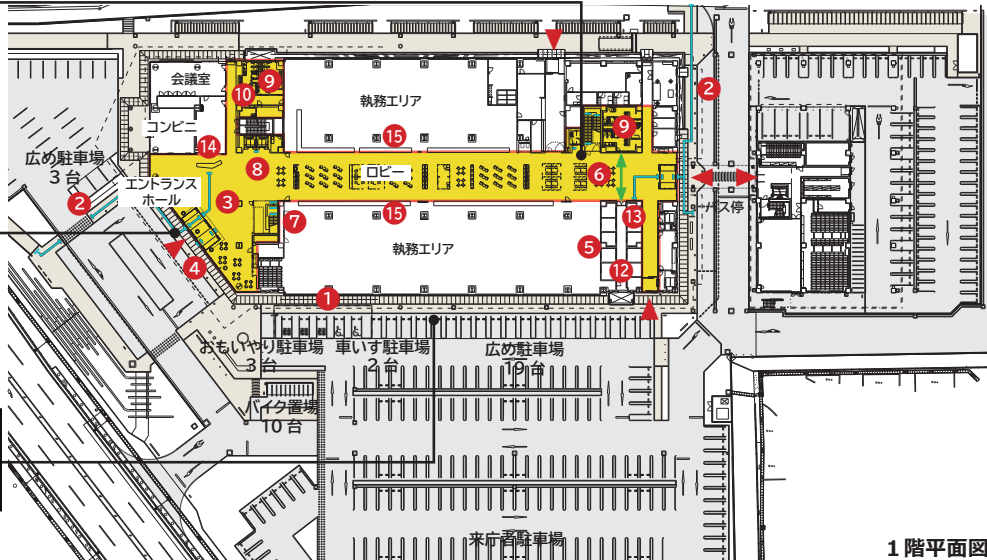 会議室
コンビニ
広め駐車場
3 台
エントランス
ホール
執務エリア
ロビー
執務エリア
バス停
おもいやり駐車場
3 台
車いす駐車場
2 台
広め駐車場
19 台
バイク置場
10 台
来庁者駐車場
1 階平面図
9
10
15
2
9
14
8
6
3
2
7
15
13
5
4
12
1